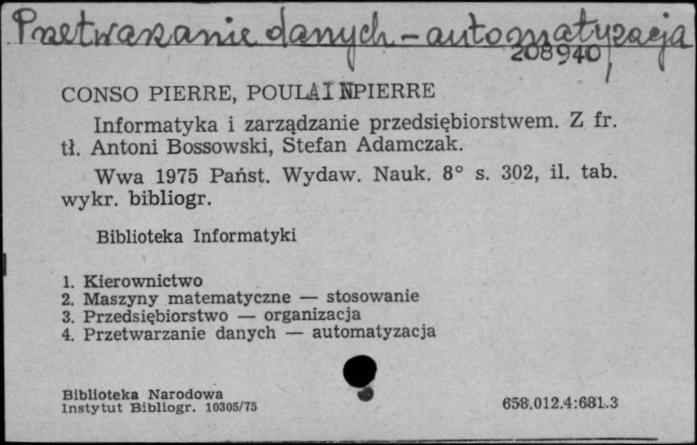 Przetwarzanie danych - automatyzacja
208940
CONSO PIERRE, POULAIN PIERRE
Informatyka i zarządzanie przedsiębiorstwem. Z fr.
tł. Antoni Bossowski, Stefan Adamczak.
Wwa 1975 Państ. Wydaw. Nauk. 8° s. 302, il. tab.
wykr. bibliogr.
Biblioteka Informatyki
1. Kierownictwo
2. Maszyny matematyczne — stosowanie
3. Przedsiębiorstwo — organizacja
4. Przetwarzanie danych — automatyzacja
Biblioteka Narodowa
Instytut Bibliogr. 10305/75
658.012.4:681.3